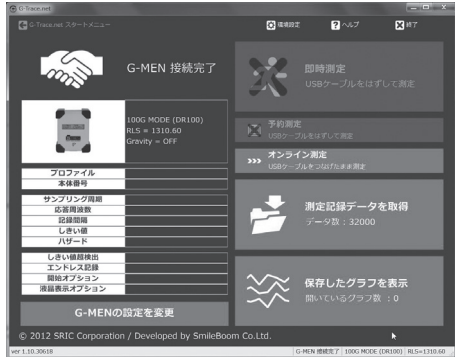 G-Trace.net
G-Trace.net スタートメニュー
環境設定
? ヘルプ
終了
G-MEN 接続完了
100G MODE (DR100)
RLS = 1310.60
Gravity = OFF
プロファイル
本体番号
サンプリング周期
応答周波数
記録間隔
しきい値
ハザード
しきい値超検出
エンドレス記録
開始オプション
液晶表示オプション
G-MENの設定を変更
即時測定
USBケーブルをはずして測定
予約測定
USBケーブルをはずして測定
>>> オンライン測定
USBケーブルをつなげたまま測定
測定記録データを取得
データ数：32000
保存したグラフを表示
開いているグラフ数 ：0
© 2012 SRIC Corporation / Developed by SmileBoom Co.Ltd.
ver 1.10.30618
G-MEN 接続完了 100G MODE (DR100) RLS=1310.60